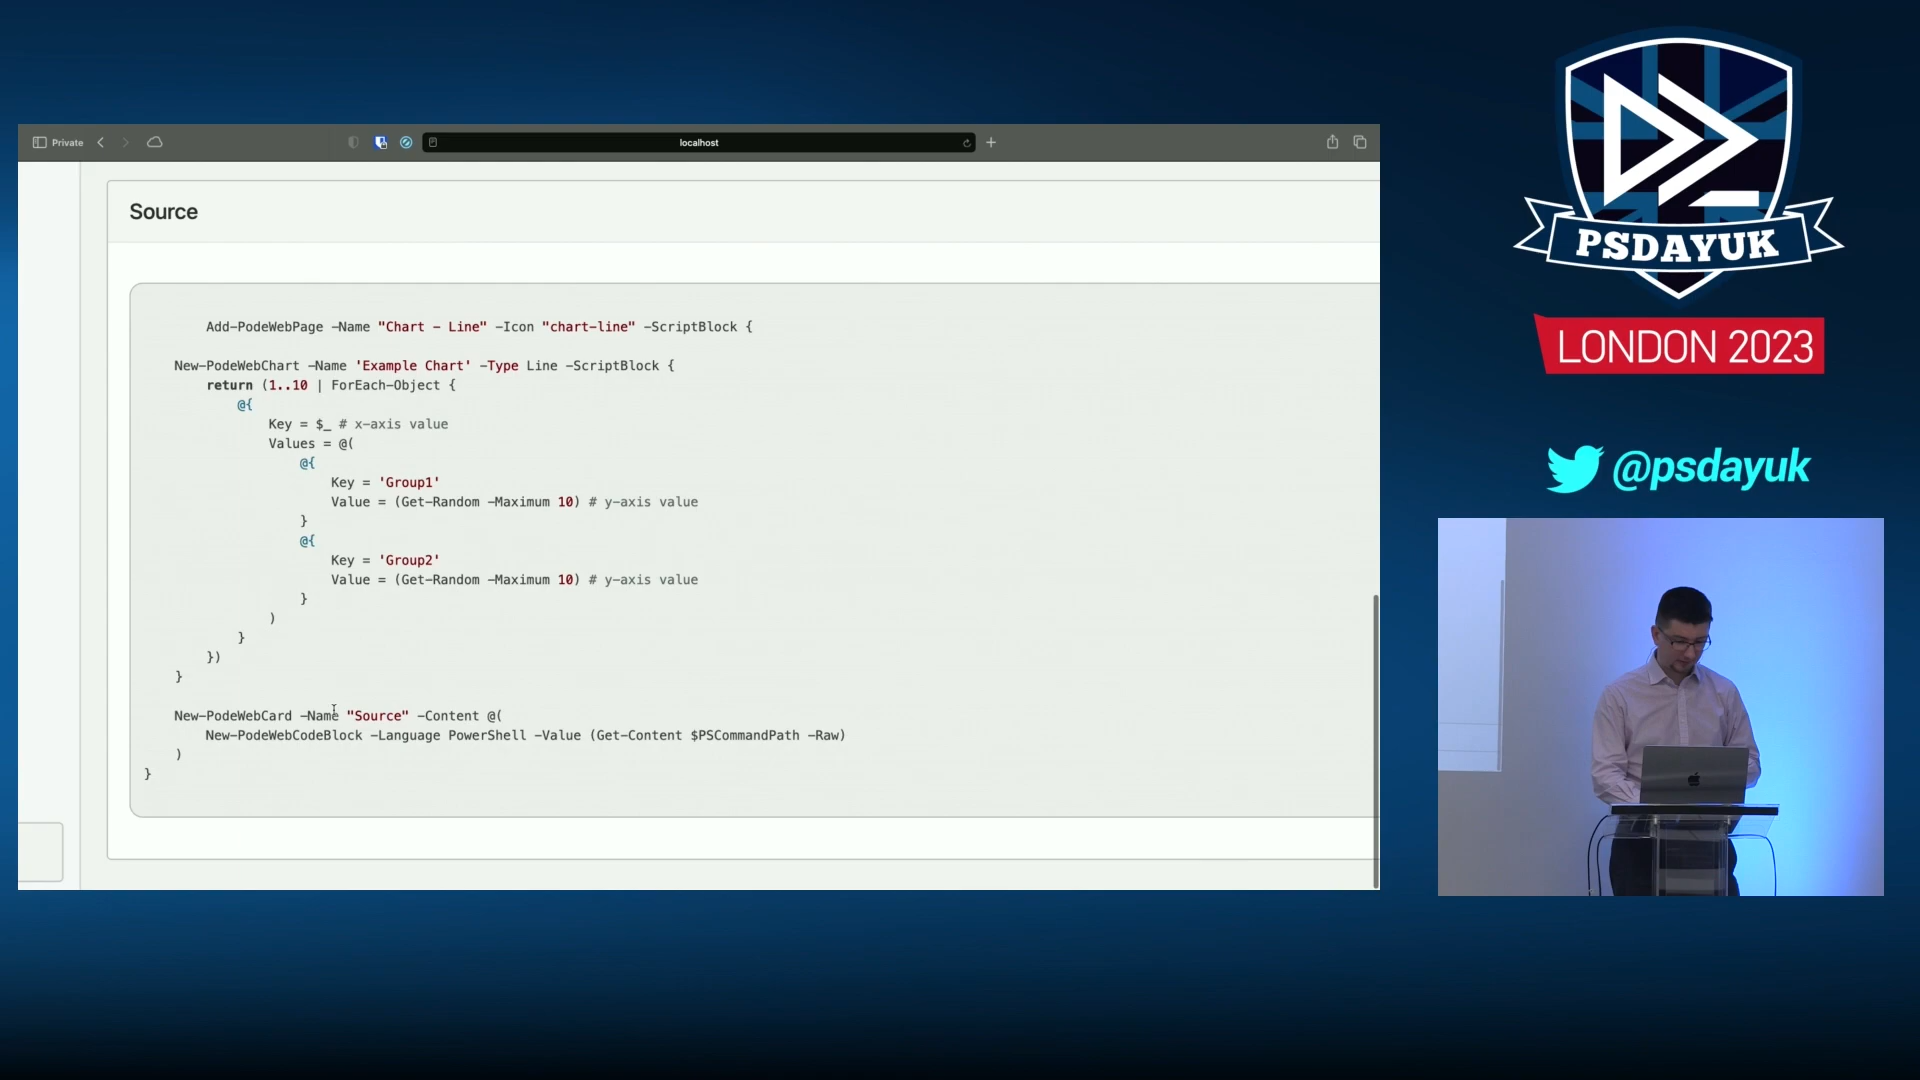 Private
localhost
Source
Add-PodeWebPage -Name "Chart - Line" -Icon "chart-line" -ScriptBlock {
New-PodeWebChart -Name 'Example Chart' -Type Line -ScriptBlock {
return (1..10 | ForEach-Object {
@{
Key = $_ # x-axis value
Values = @(
@{
Key = 'Group1'
Value = (Get-Random -Maximum 10) # y-axis value
}
@{
Key = 'Group2'
Value = (Get-Random -Maximum 10) # y-axis value
}
)
}
})
}
New-PodeWebCard -Name "Source" -Content @(
New-PodeWebCodeBlock -Language PowerShell -Value (Get-Content $PSCommandPath -Raw)
)
}
PSDAYUK
LONDON 2023
@psdayuk